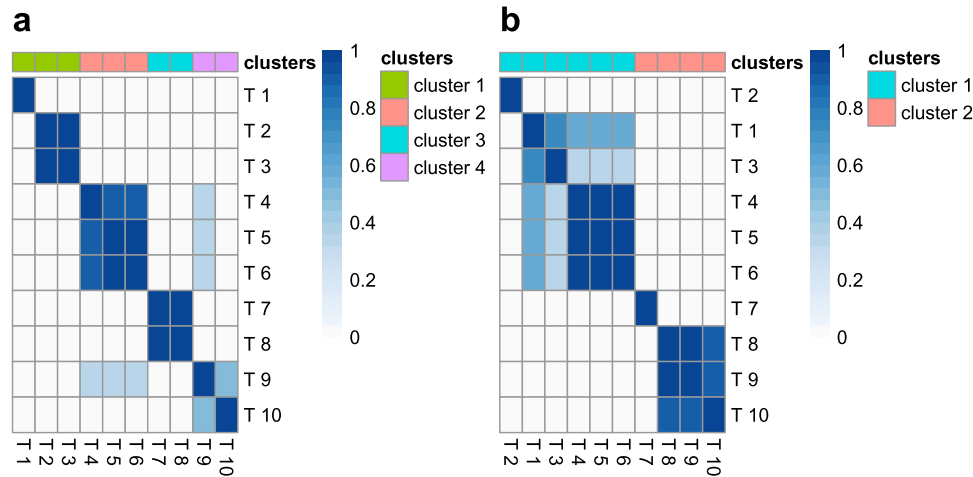 a
clusters
T 1
T 2
T 3
T 4
T 5
T 6
T 7
T 8
T 9
T 10
T 1
T 2
T 3
T 4
T 5
T 6
T 7
T 8
T 9
T 10
1
0.8
0.6
0.4
0.2
0
clusters
cluster 1
cluster 2
cluster 3
cluster 4
b
clusters
T 2
T 1
T 3
T 4
T 5
T 6
T 7
T 8
T 9
T 10
T 2
T 1
T 3
T 4
T 5
T 6
T 7
T 8
T 9
T 10
1
0.8
0.6
0.4
0.2
0
clusters
cluster 1
cluster 2